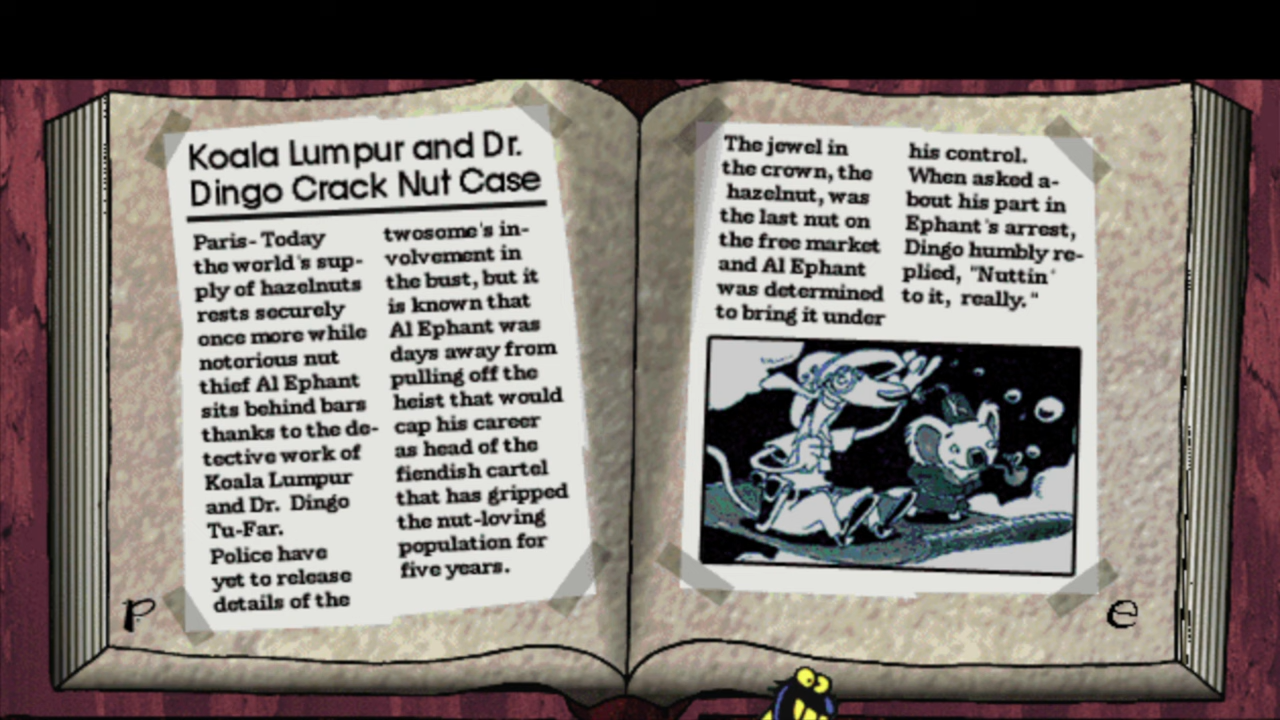 Koala Lumpur and Dr.
Dingo Crack Nut Case
Paris- Today
the world's sup-
ply of hazelnuts
rests securely
once more while
notorious nut
thief Al Ephant
sits behind bars
thanks to the de-
tective work of
Koala Lumpur
and Dr. Dingo
Tu-Far.
Police have
yet to release
details of the
twosome's in-
volvement in
the bust, but it
is known that
Al Ephant was
days away from
pulling off the
heist that would
cap his career
as head of the
fiendish cartel
that has gripped
the nut-loving
population for
five years.
The jewel in
the crown, the
hazelnut, was
the last nut on
the free market
and Al Ephant
was determined
to bring it under
his control.
When asked a-
bout his part in
Ephant's arrest,
Dingo humbly re-
plied, "Nuttin'
to it, really."
P
e